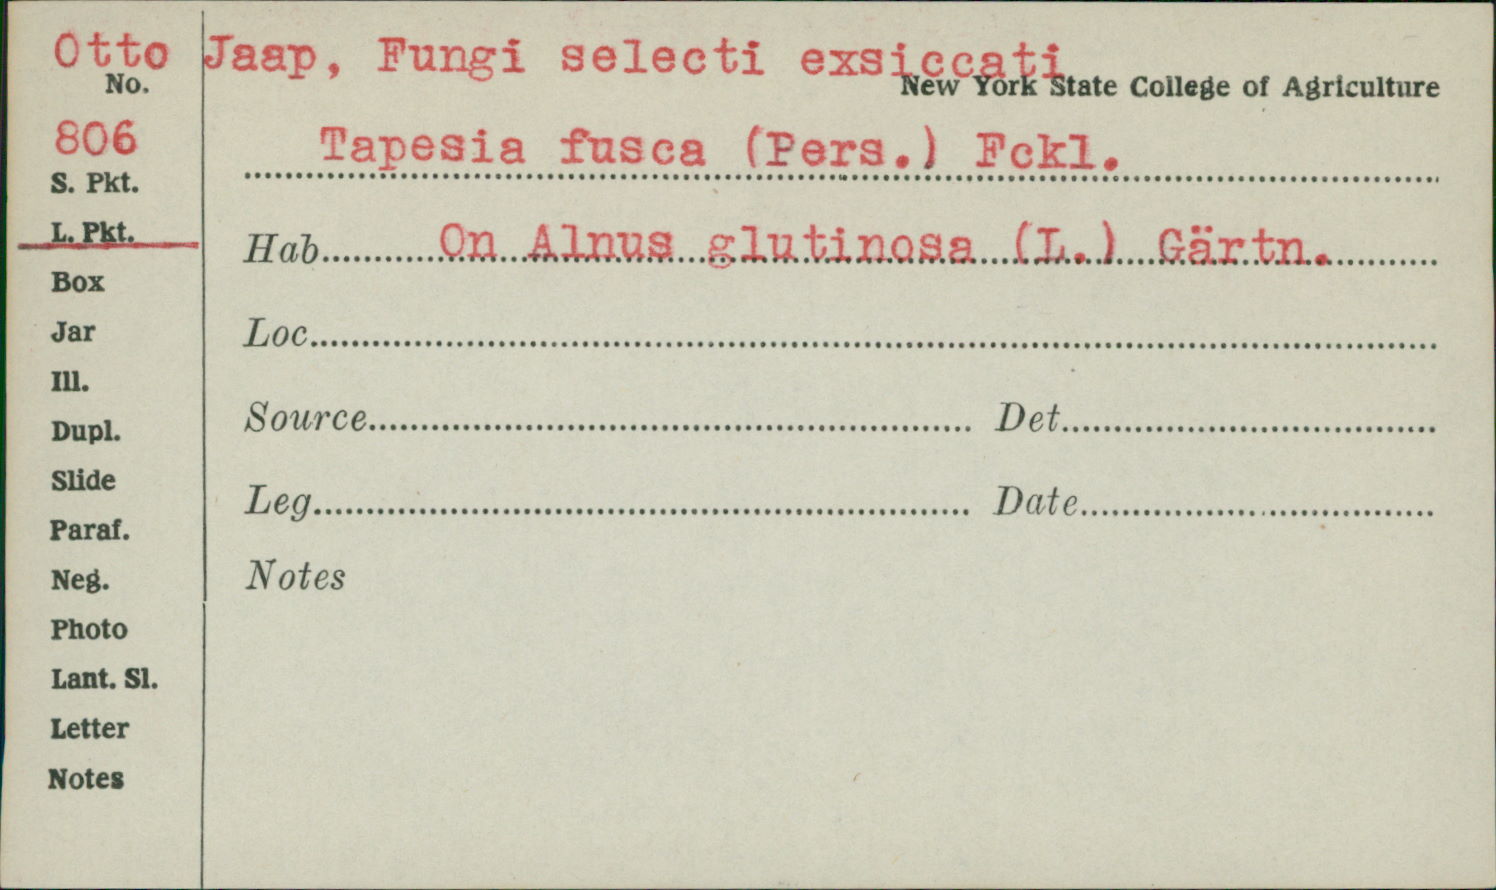 Otto Jaap, Fungi selecti exsiccati
No.
New York State College of Agriculture
806
Tapesia fusca (Pers.) Fckl.
S. Pkt.
L. Pkt.
Hab. On Alnus glutinosa (L.) Gärtn.
Box
Jar
Loc.
Ill.
Dupl.
Source Det.
Slide
Leg. Date
Paraf.
Neg.
Notes
Photo
Lant. Sl.
Letter
Notes